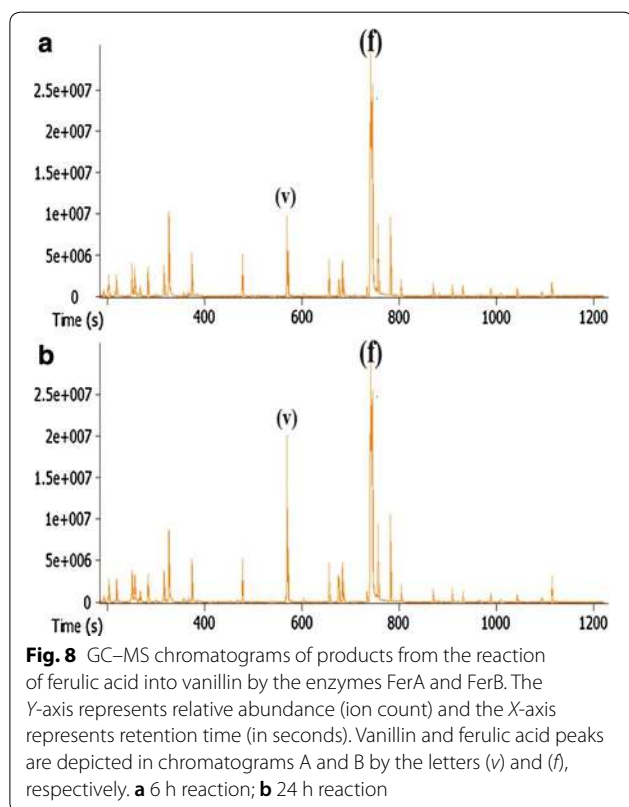 a
(f)
2.5e+007
2e+007
1.5e+007
(v)
1e+007
5e+006
0
Time (s) 400 600 800 1000 1200
b
(f)
2.5e+007
2e+007
(v)
1.5e+007
1e+007
5e+006
0
Time (s) 400 600 800 1000 1200
Fig. 8 GC–MS chromatograms of products from the reaction
of ferulic acid into vanillin by the enzymes FerA and FerB. The
Y-axis represents relative abundance (ion count) and the X-axis
represents retention time (in seconds). Vanillin and ferulic acid peaks
are depicted in chromatograms A and B by the letters (v) and (f),
respectively. a 6 h reaction; b 24 h reaction